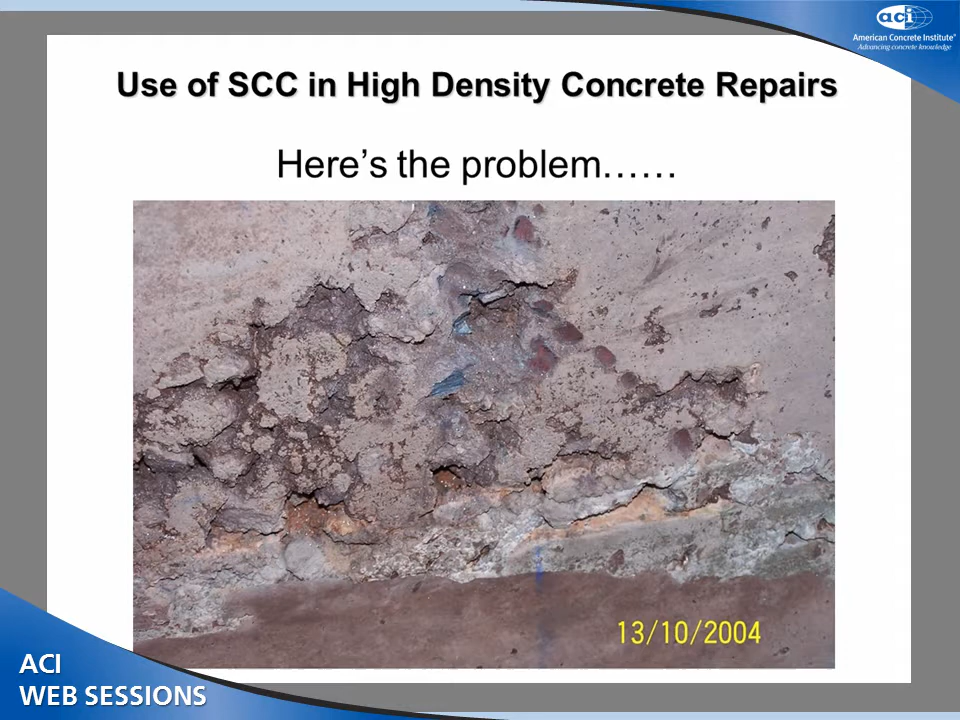 aci
American Concrete Institute®
Advancing concrete knowledge
Use of SCC in High Density Concrete Repairs
Here’s the problem……
13/10/2004
ACI
WEB SESSIONS